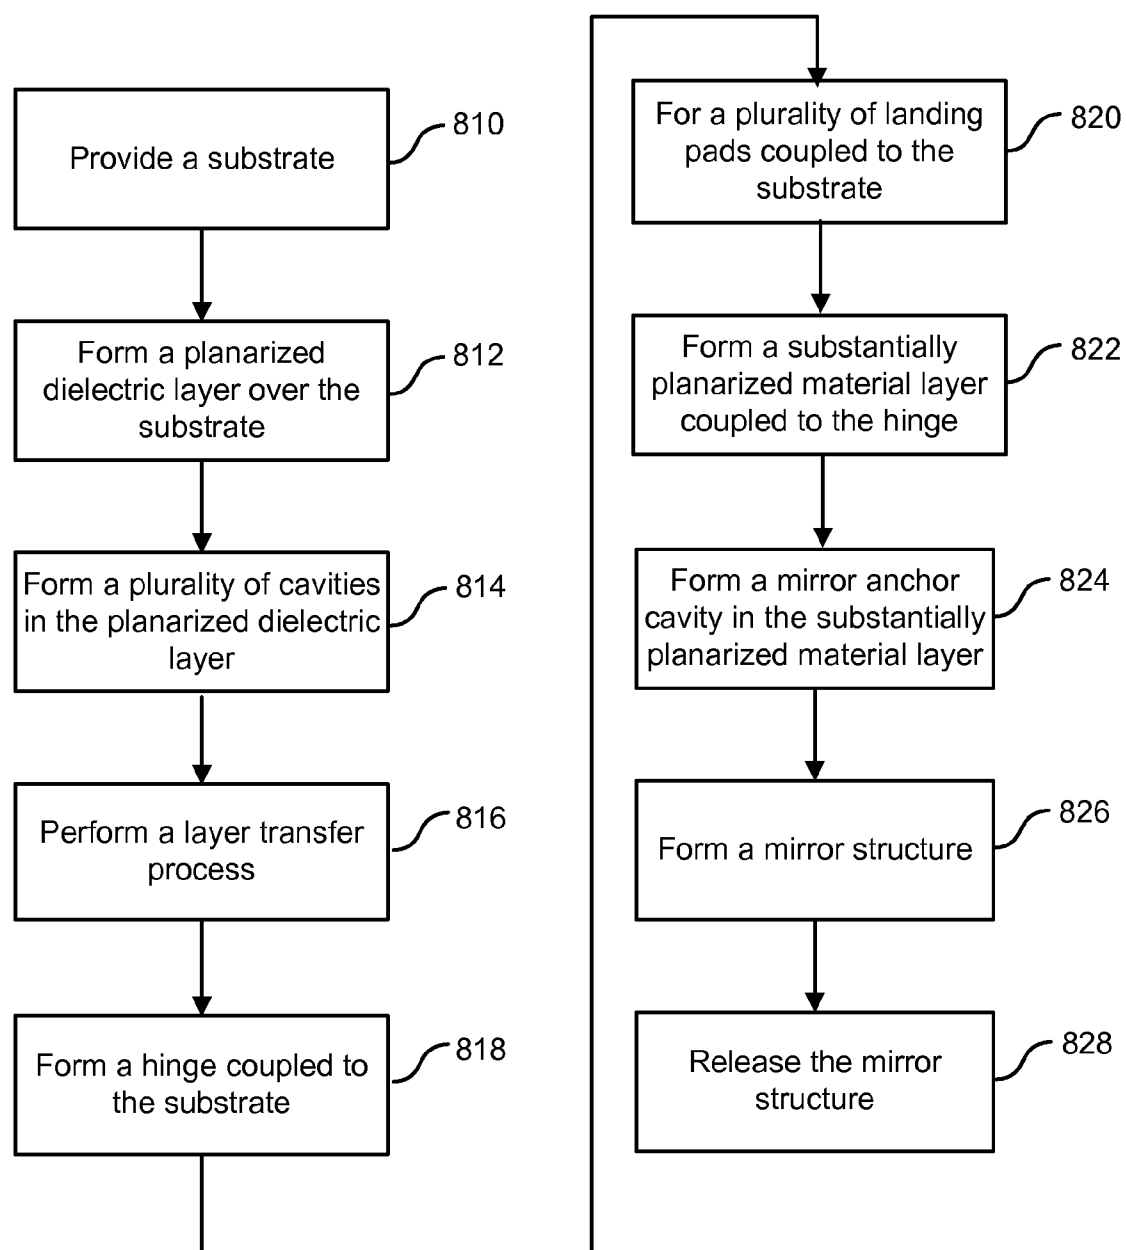 Provide a substrate
810
Form a planarized
dielectric layer over the
substrate
812
Form a plurality of cavities
in the planarized dielectric
layer
814
Perform a layer transfer
process
816
Form a hinge coupled to
the substrate
818
For a plurality of landing
pads coupled to the
substrate
820
Form a substantially
planarized material layer
coupled to the hinge
822
Form a mirror anchor
cavity in the substantially
planarized material layer
824
Form a mirror structure
826
Release the mirror
structure
828